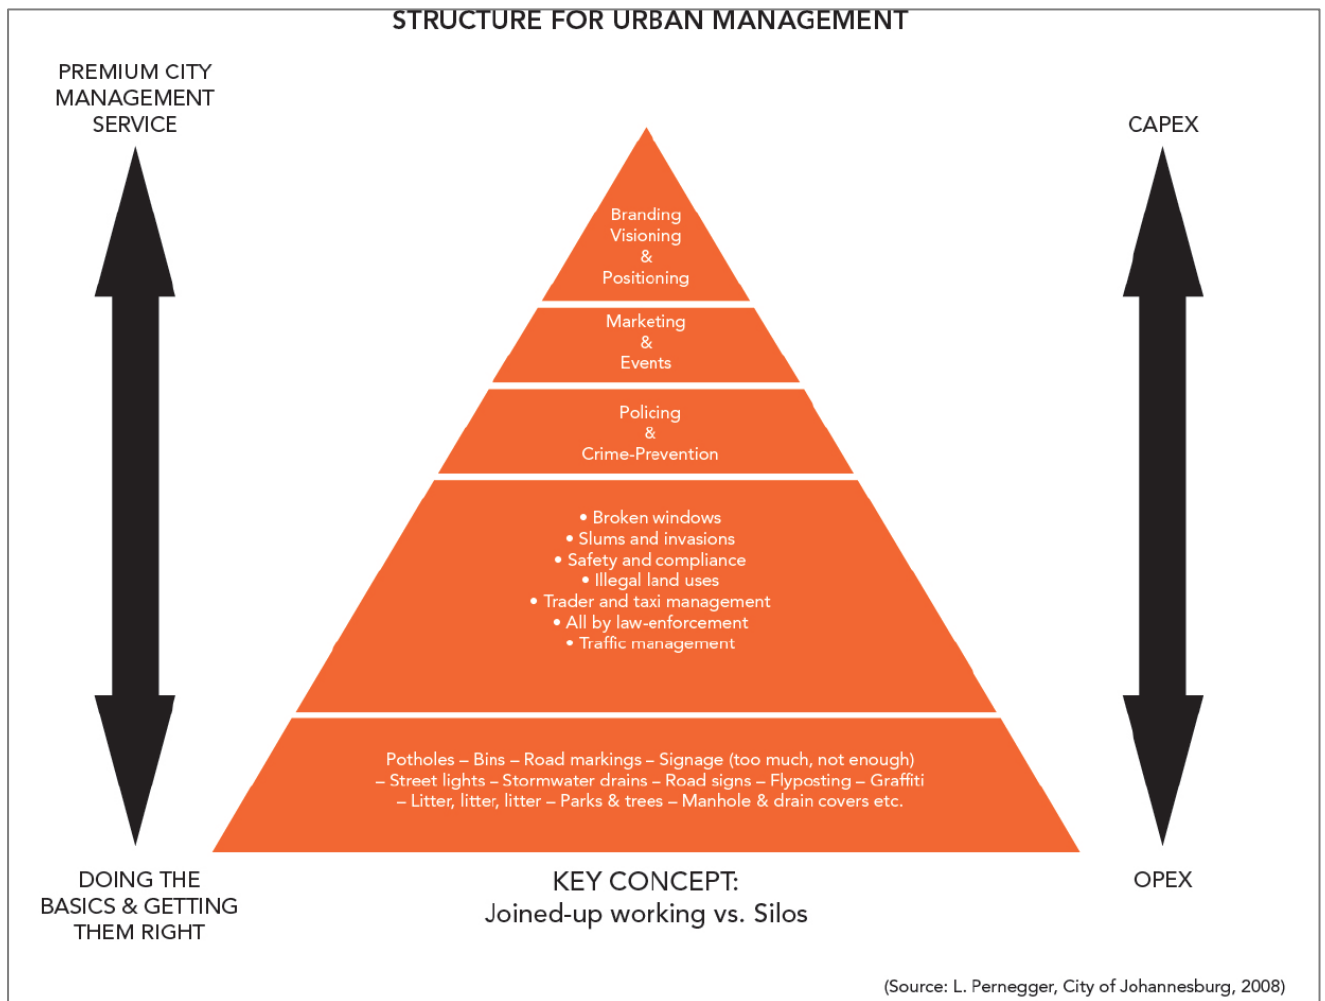 STRUCTURE FOR URBAN MANAGEMENT
PREMIUM CITY
MANAGEMENT
SERVICE
CAPEX
Branding
Visioning
&
Positioning
Marketing
&
Events
Policing
&
Crime-Prevention
• Broken windows
• Slums and invasions
• Safety and compliance
• Illegal land uses
• Trader and taxi management
• All by law-enforcement
• Traffic management
Potholes – Bins – Road markings – Signage (too much, not enough)
– Street lights – Stormwater drains – Road signs – Flyposting – Graffiti
– Litter, litter, litter – Parks & trees – Manhole & drain covers etc.
DOING THE
BASICS & GETTING
THEM RIGHT
KEY CONCEPT:
Joined-up working vs. Silos
OPEX
(Source: L. Pernegger, City of Johannesburg, 2008)